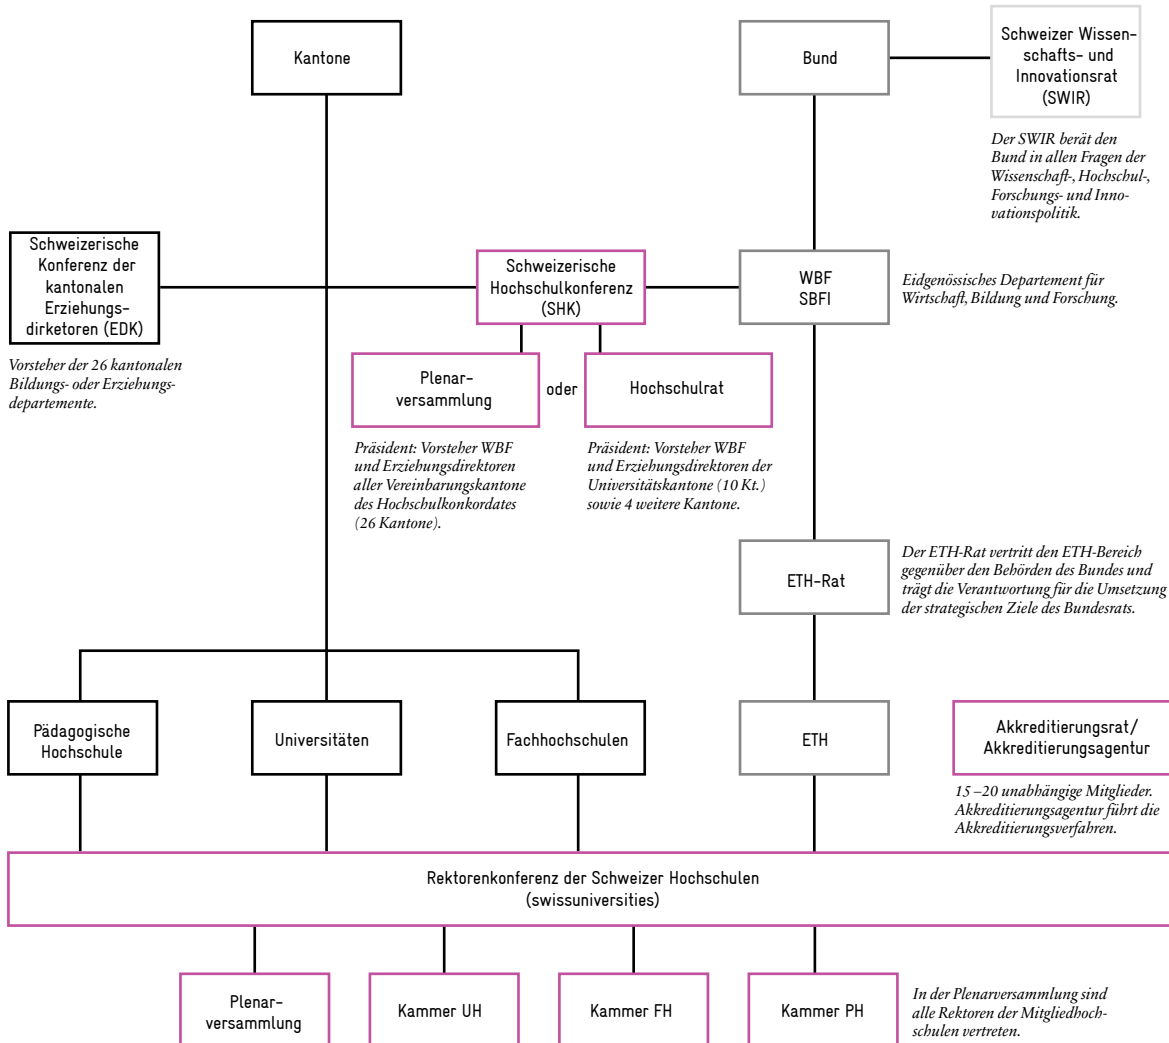 Kantone
Bund
Schweizer Wissen-
schafts- und
Innovationsrat
(SWIR)
Der SWIR berät den
Bund in allen Fragen der
Wissenschaft-, Hochschul-,
Forschungs- und Inno-
vationspolitik.
Schweizerische
Konferenz der
kantonalen
Erziehungs-
dirketoren (EDK)
Vorsteher der 26 kantonalen
Bildungs- oder Erziehungs-
departemente.
Schweizerische
Hochschulkonferenz
(SHK)
WBF
SBFI
Eidgenössisches Departement für
Wirtschaft, Bildung und Forschung.
Plenar-
versammlung
oder
Hochschulrat
Präsident: Vorsteher WBF
und Erziehungsdirektoren
aller Vereinbarungskantone
des Hochschulkonkordates
(26 Kantone).
Präsident: Vorsteher WBF
und Erziehungsdirektoren der
Universitätskantone (10 Kt.)
sowie 4 weitere Kantone.
ETH-Rat
Der ETH-Rat vertritt den ETH-Bereich
gegenüber den Behörden des Bundes und
trägt die Verantwortung für die Umsetzung
der strategischen Ziele des Bundesrats.
Pädagogische
Hochschule
Universitäten
Fachhochschulen
ETH
Akkreditierungsrat/
Akkreditierungsagentur
15–20 unabhängige Mitglieder.
Akkreditierungsagentur führt die
Akkreditierungsverfahren.
Rektorenkonferenz der Schweizer Hochschulen
(swissuniversities)
Plenar-
versammlung
Kammer UH
Kammer FH
Kammer PH
In der Plenarversammlung sind
alle Rektoren der Mitgliedhoch-
schulen vertreten.